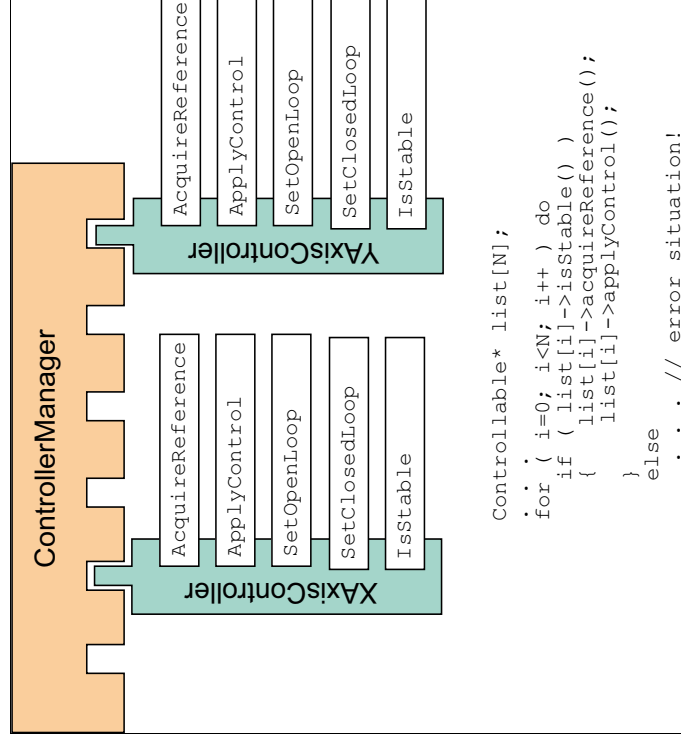 ControllerManager
XAxisController
AcquireReference
ApplyControl
SetOpenLoop
SetClosedLoop
IsStable
YAxisController
AcquireReference
ApplyControl
SetOpenLoop
SetClosedLoop
IsStable
Controllable* list[N];
. . .
for ( i=0; i<N; i++ ) do
if ( list[i]->isStable() )
{ list[i]->acquireReference();
list[i]->applyControl();
}
else
. . . // error situation!